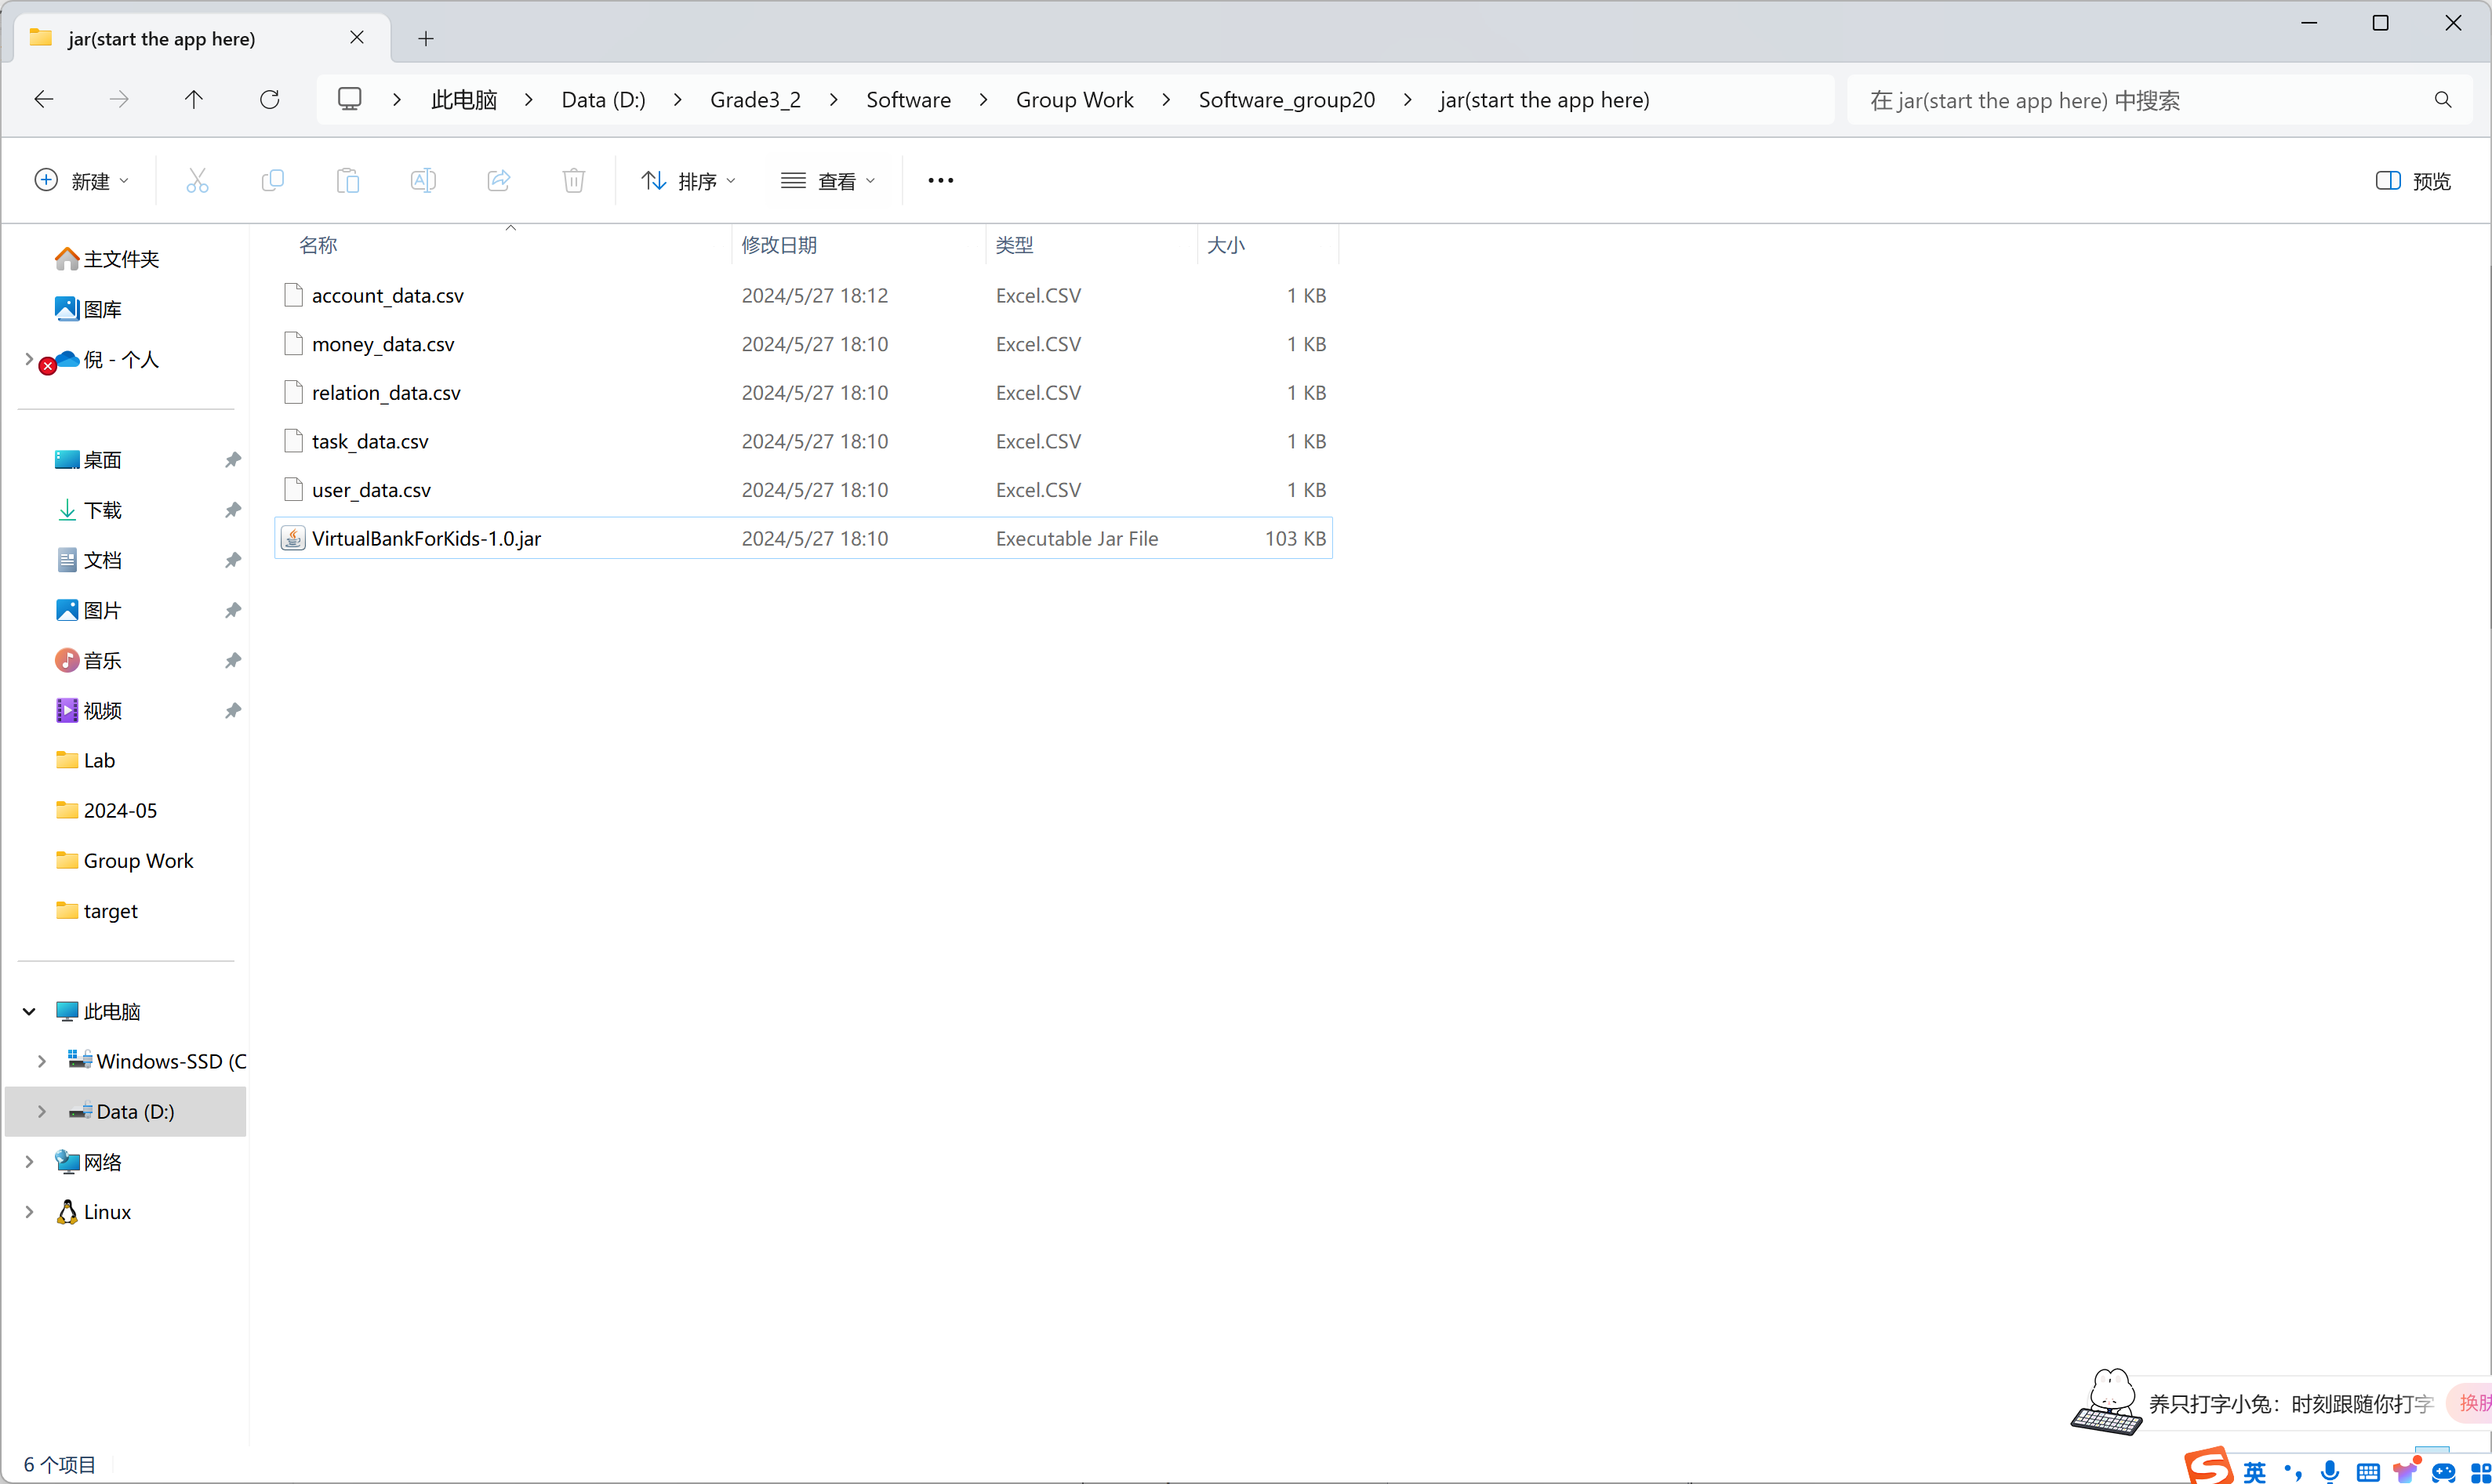 jar(start the app here)
此电脑 Data (D:) Grade3_2 Software Group Work Software_group20 jar(start the app here)
在 jar(start the app here) 中搜索
新建 排序 查看 预览
主文件夹
图库
倪 - 个人
桌面
下载
文档
图片
音乐
视频
Lab
2024-05
Group Work
target
此电脑
Windows-SSD (C
Data (D:)
网络
Linux
名称 修改日期 类型 大小
account_data.csv 2024/5/27 18:12 Excel.CSV 1 KB
money_data.csv 2024/5/27 18:10 Excel.CSV 1 KB
relation_data.csv 2024/5/27 18:10 Excel.CSV 1 KB
task_data.csv 2024/5/27 18:10 Excel.CSV 1 KB
user_data.csv 2024/5/27 18:10 Excel.CSV 1 KB
VirtualBankForKids-1.0.jar 2024/5/27 18:10 Executable Jar File 103 KB
养只打字小兔：时刻跟随你打字 换肤
6 个项目
英